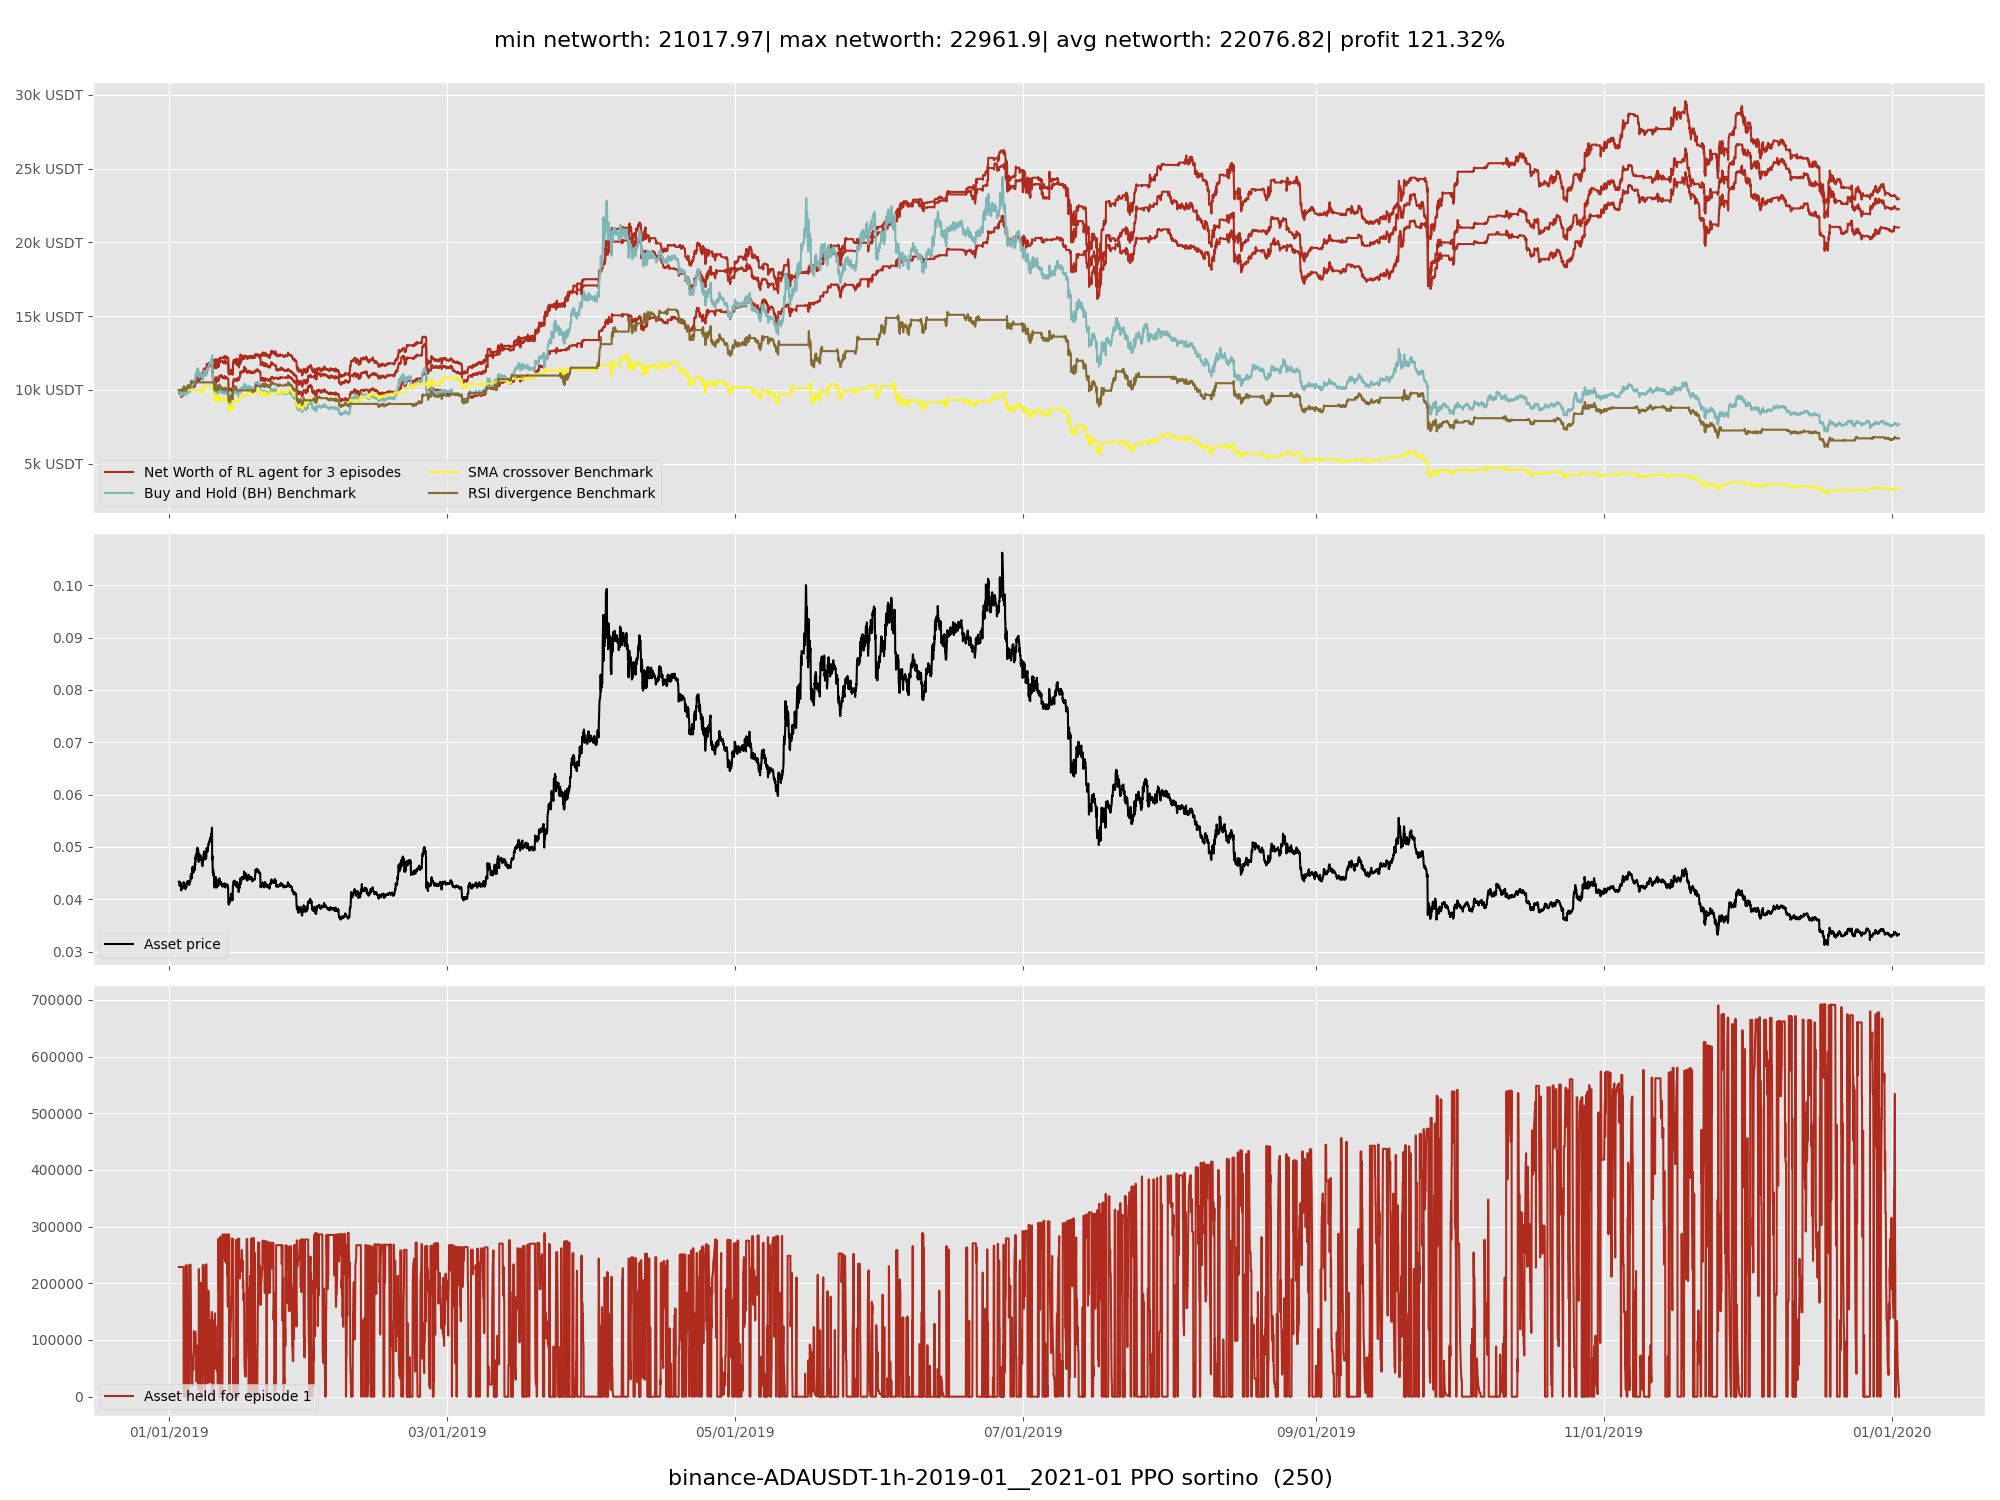 min networth: 21017.97| max networth: 22961.9| avg networth: 22076.82| profit 121.32%
30k USDT
25k USDT
20k USDT
15k USDT
10k USDT
5k USDT
Net Worth of RL agent for 3 episodes
Buy and Hold (BH) Benchmark
SMA crossover Benchmark
RSI divergence Benchmark
0.10
0.09
0.08
0.07
0.06
0.05
0.04
0.03
Asset price
700000
600000
500000
400000
300000
200000
100000
0
Asset held for episode 1
01/01/2019 03/01/2019 05/01/2019 07/01/2019 09/01/2019 11/01/2019 01/01/2020
binance-ADAUSDT-1h-2019-01__2021-01 PPO sortino (250)